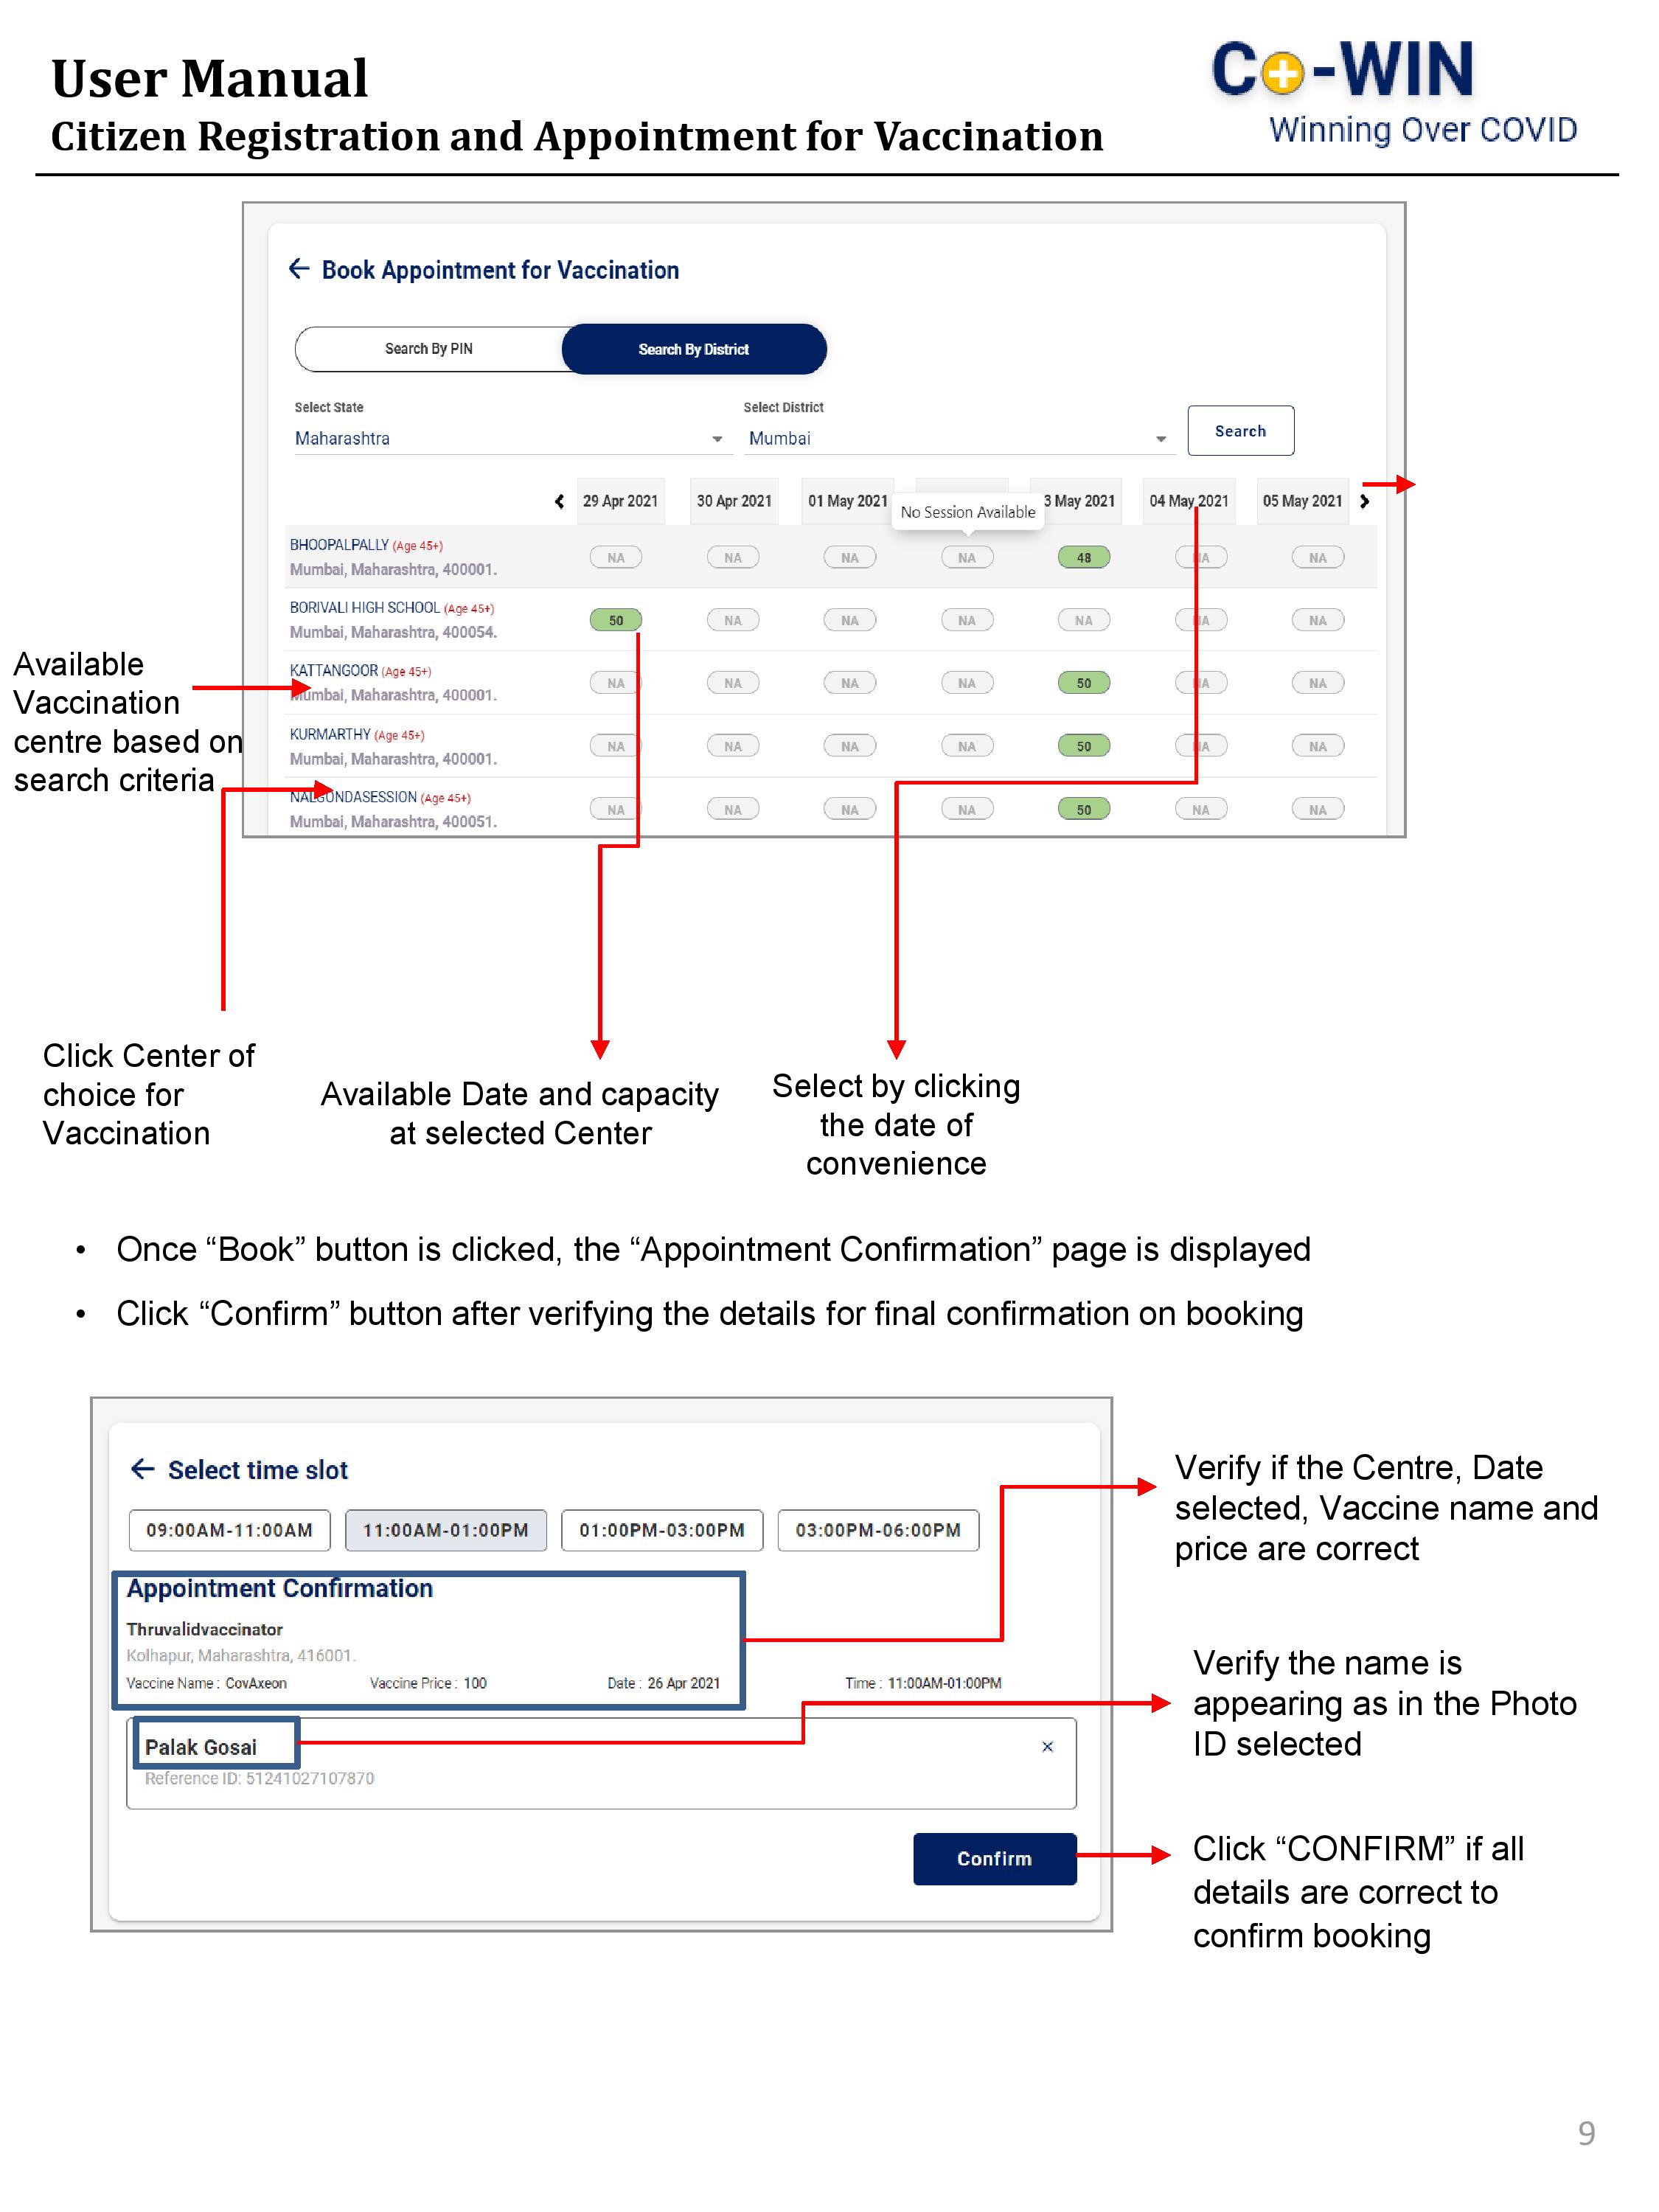 User Manual
Citizen Registration and Appointment for Vaccination
Co-WIN
Winning Over COVID
Book Appointment for Vaccination
Search By PIN
Search By District
Select State
Maharashtra
Select District
Mumbai
Search
29 Apr 2021 30 Apr 2021 01 May 2021 3 May 2021 04 May 2021 05 May 2021
No Session Available
BHOOPALPALLY (Age 45+)
Mumbai, Maharashtra, 400001.
NA NA NA NA 48 NA NA
BORIVALI HIGH SCHOOL (Age 45+)
Mumbai, Maharashtra, 400054.
50 NA NA NA NA NA NA
KATTANGOOR (Age 45+)
Mumbai, Maharashtra, 400001.
NA NA NA NA 50 NA NA
KURMARTHY (Age 45+)
Mumbai, Maharashtra, 400001.
NA NA NA NA 50 NA NA
NALGONDASESSION (Age 45+)
Mumbai, Maharashtra, 400051.
NA NA NA NA 50 NA NA
Available
Vaccination
centre based on
search criteria
Click Center of
choice for
Vaccination
Available Date and capacity
at selected Center
Select by clicking
the date of
convenience
• Once “Book” button is clicked, the “Appointment Confirmation” page is displayed
• Click “Confirm” button after verifying the details for final confirmation on booking
Select time slot
09:00AM-11:00AM 11:00AM-01:00PM 01:00PM-03:00PM 03:00PM-06:00PM
Appointment Confirmation
Thruvalidvaccinator
Kolhapur, Maharashtra, 416001.
Vaccine Name : CovAxeon Vaccine Price : 100 Date : 26 Apr 2021 Time : 11:00AM-01:00PM
Palak Gosai
×
Reference ID: 51241027107870
Confirm
Verify if the Centre, Date
selected, Vaccine name and
price are correct
Verify the name is
appearing as in the Photo
ID selected
Click “CONFIRM” if all
details are correct to
confirm booking
9